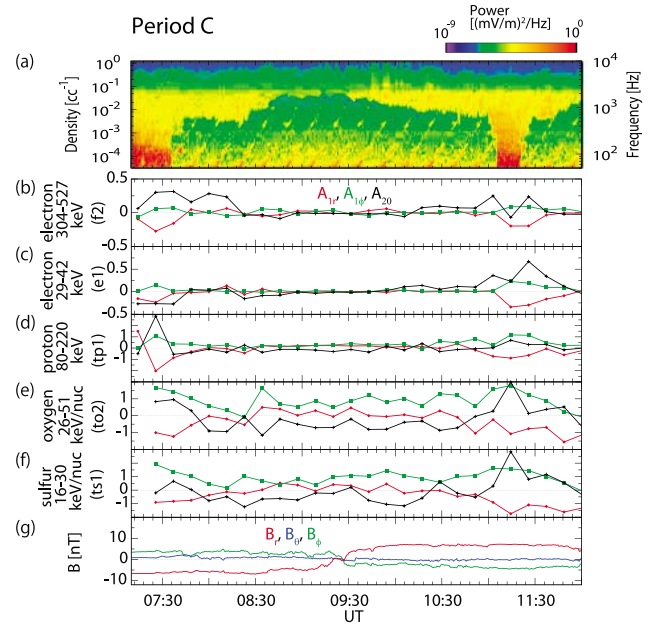 Period C
Power
[(mV/m)²/Hz]
10⁻⁹ 10⁰
(a)
Density [cc⁻¹]
10⁰
10⁻¹
10⁻²
10⁻³
10⁻⁴
10⁴
10³
10²
Frequency [Hz]
(b)
electron
304-527
keV
(f2)
0.5
0
-0.5
A1r, A1ϕ, A20
(c)
electron
29-42
keV
(e1)
0.5
0
-0.5
(d)
proton
80-220
keV
(tp1)
1
0
-1
(e)
oxygen
26-51
keV/nuc
(to2)
1
0
-1
(f)
sulfur
16-30
keV/nuc
(ts1)
1
0
-1
(g)
B [nT]
10
0
-10
Br, Bθ, Bϕ
07:30 08:30 09:30 10:30 11:30
UT